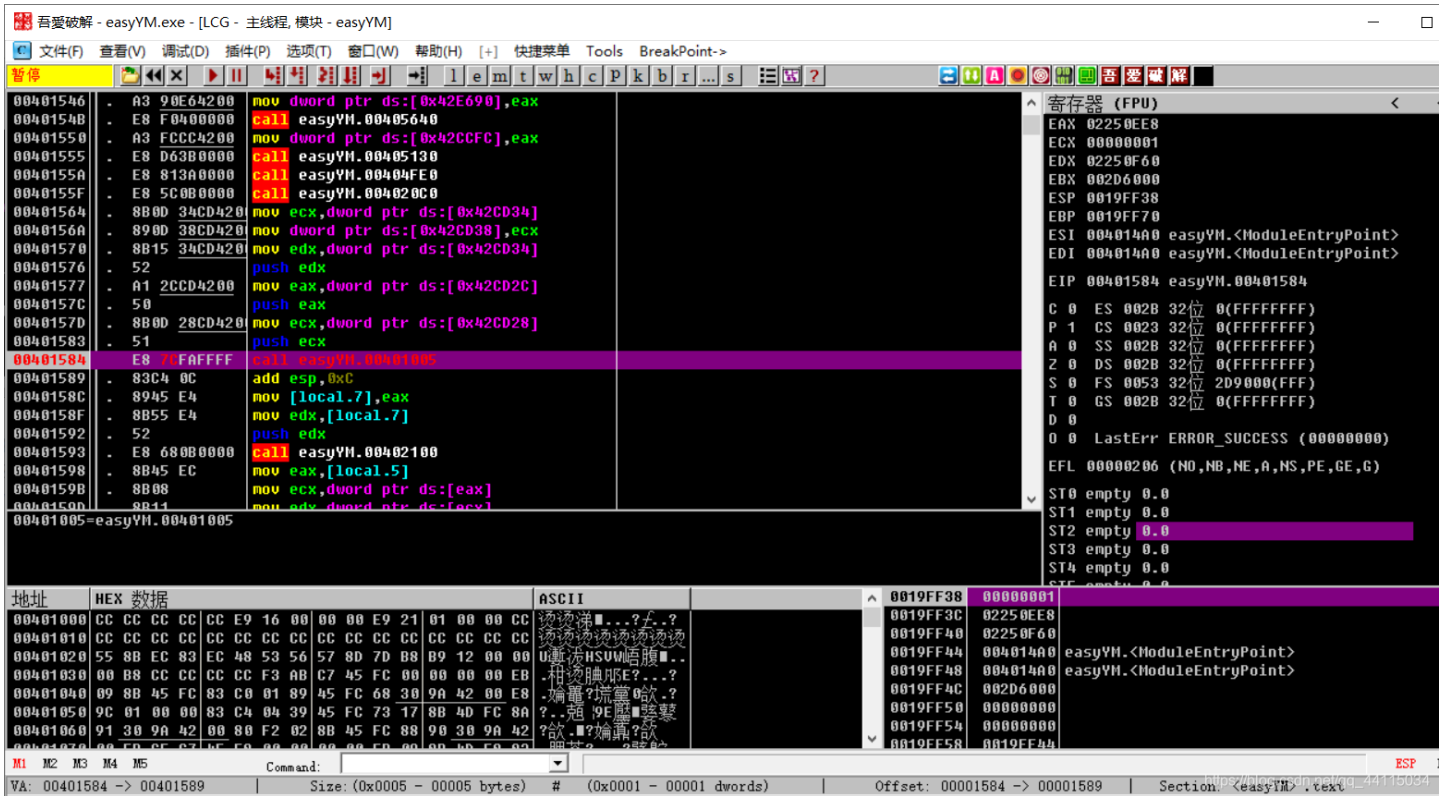 吾愛破解 - easyYM.exe - [LCG - 主线程, 模块 - easyYM]
文件(F) 查看(V) 调试(D) 插件(P) 选项(T) 窗口(W) 帮助(H) [+] 快捷菜单 Tools BreakPoint->
暂停 l e m t w h c P k b r ... s ? A 吾 爱 破 解
00401546 . A3 90E64200 mov dword ptr ds:[0x42E690],eax
0040154B . E8 F0400000 call easyYM.00405640
00401550 . A3 FCCC4200 mov dword ptr ds:[0x42CCFC],eax
00401555 . E8 D63B0000 call easyYM.00405130
0040155A . E8 813A0000 call easyYM.00404FE0
0040155F . E8 5C0B0000 call easyYM.004020C0
00401564 . 8B0D 34CD420 mov ecx,dword ptr ds:[0x42CD34]
0040156A . 890D 38CD420 mov dword ptr ds:[0x42CD38],ecx
00401570 . 8B15 34CD420 mov edx,dword ptr ds:[0x42CD34]
00401576 . 52 push edx
00401577 . A1 2CCD4200 mov eax,dword ptr ds:[0x42CD2C]
0040157C . 50 push eax
0040157D . 8B0D 28CD420 mov ecx,dword ptr ds:[0x42CD28]
00401583 . 51 push ecx
00401584 E8 7CFAFFFF call easyYM.00401005
00401589 . 83C4 0C add esp,0xC
0040158C . 8945 E4 mov [local.7],eax
0040158F . 8B55 E4 mov edx,[local.7]
00401592 . 52 push edx
00401593 . E8 680B0000 call easyYM.00402100
00401598 . 8B45 EC mov eax,[local.5]
0040159B . 8B08 mov ecx,dword ptr ds:[eax]
0040159D . 8B11 mov edx,dword ptr ds:[ecx]
00401005=easyYM.00401005
寄存器 (FPU) <
EAX 02250EE8
ECX 00000001
EDX 02250F60
EBX 002D6000
ESP 0019FF38
EBP 0019FF70
ESI 004014A0 easyYM.<ModuleEntryPoint>
EDI 004014A0 easyYM.<ModuleEntryPoint>
EIP 00401584 easyYM.00401584
C 0 ES 002B 32位 0(FFFFFFFF)
P 1 CS 0023 32位 0(FFFFFFFF)
A 0 SS 002B 32位 0(FFFFFFFF)
Z 0 DS 002B 32位 0(FFFFFFFF)
S 0 FS 0053 32位 2D9000(FFF)
T 0 GS 002B 32位 0(FFFFFFFF)
D 0
O 0 LastErr ERROR_SUCCESS (00000000)
EFL 00000206 (NO,NB,NE,A,NS,PE,GE,G)
ST0 empty 0.0
ST1 empty 0.0
ST2 empty 0.0
ST3 empty 0.0
ST4 empty 0.0
地址 HEX 数据 ASCII
00401000 CC CC CC CC CC E9 16 00 00 00 E9 21 01 00 00 CC
00401010 CC CC CC CC CC CC CC CC CC CC CC CC CC CC CC CC 烫烫烫烫烫烫烫烫
00401020 55 8B EC 83 EC 48 53 56 57 8D 7D B8 B9 12 00 00
00401030 00 B8 CC CC CC CC F3 AB C7 45 FC 00 00 00 00 EB
00401040 09 8B 45 FC 83 C0 01 89 45 FC 68 30 9A 42 00 E8
00401050 9C 01 00 00 83 C4 04 39 45 FC 73 17 8B 4D FC 8A
00401060 91 30 9A 42 00 80 F2 02 8B 45 FC 88 90 30 9A 42
0019FF38 00000001
0019FF3C 02250EE8
0019FF40 02250F60
0019FF44 004014A0 easyYM.<ModuleEntryPoint>
0019FF48 004014A0 easyYM.<ModuleEntryPoint>
0019FF4C 002D6000
0019FF50 00000000
0019FF54 00000000
0019FF58 0019FF44
M1 M2 M3 M4 M5 Command: ESP
VA: 00401584 -> 00401589 Size:(0x0005 - 00005 bytes) # (0x0001 - 00001 dwords) Offset: 00001584 -> 00001589 Section: <easyYM> .text
https://blog.csdn.net/qq_44115034